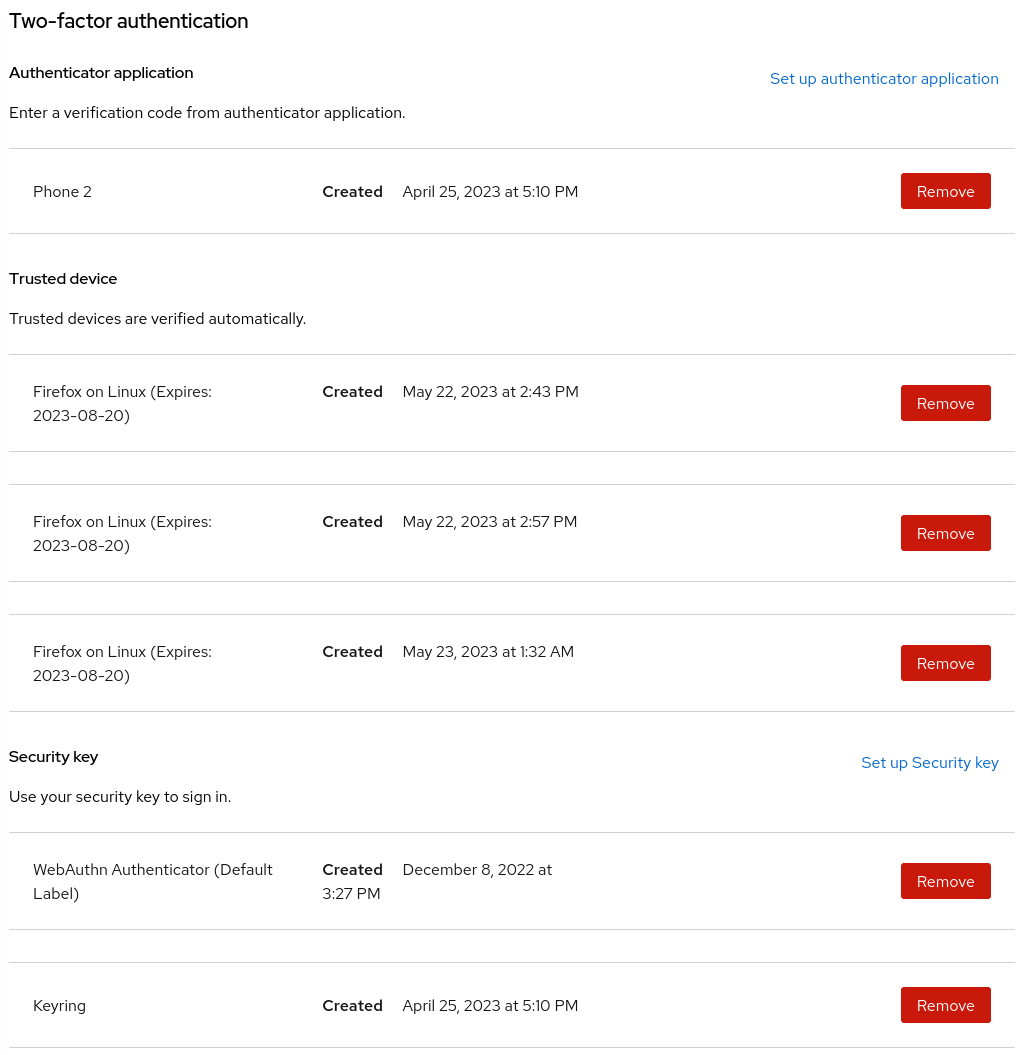 Two-factor authentication
Authenticator application
Set up authenticator application
Enter a verification code from authenticator application.
Phone 2 Created April 25, 2023 at 5:10 PM Remove
Trusted device
Trusted devices are verified automatically.
Firefox on Linux (Expires: Created May 22, 2023 at 2:43 PM
2023-08-20)
Remove
Firefox on Linux (Expires: Created May 22, 2023 at 2:57 PM
2023-08-20)
Remove
Firefox on Linux (Expires: Created May 23, 2023 at 1:32 AM
2023-08-20)
Remove
Security key
Set up Security key
Use your security key to sign in.
WebAuthn Authenticator (Default Created December 8, 2022 at
Label) 3:27 PM
Remove
Keyring Created April 25, 2023 at 5:10 PM Remove